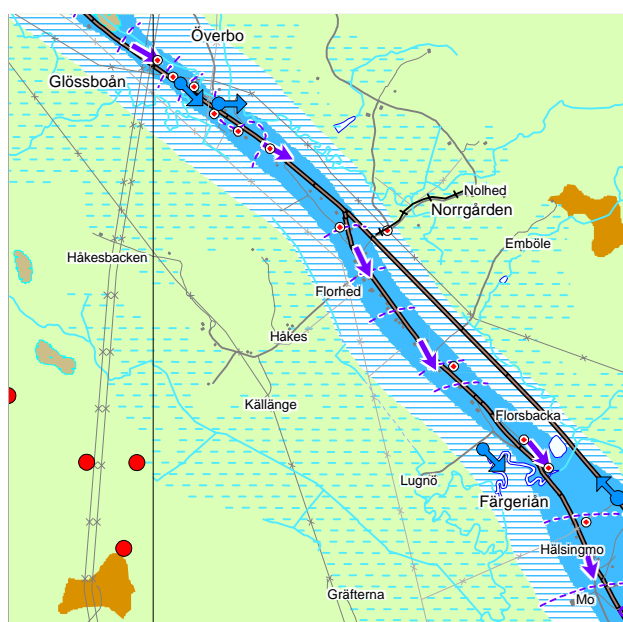 Överbo
Glössboån
Nolhed
Norrgården
Emböle
Håkesbacken
Florhed
Håkes
Källänge
Florsbacka
Lugnö
Färgeriån
Hälsingmo
Gräfterna
Mo